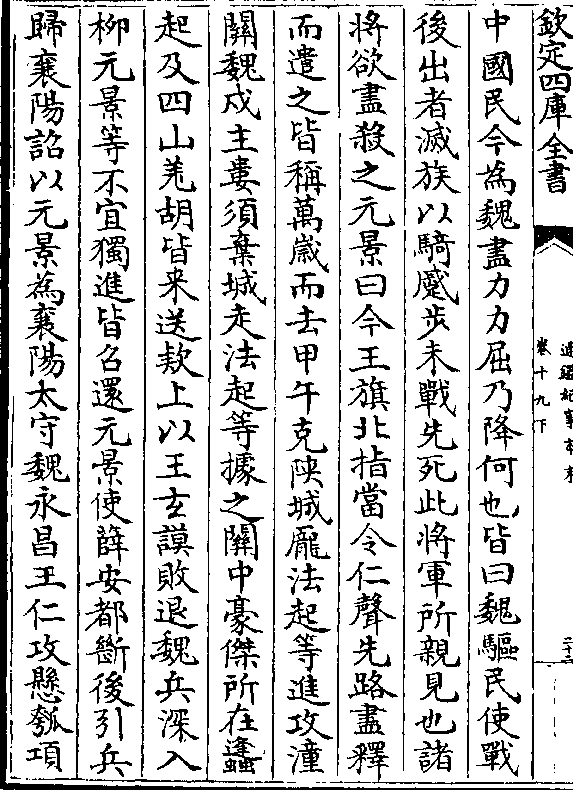 欽定四庫全書
通鑑紀事本末
卷十九下
二十二
中國民今為魏盡力力屈乃降何也皆曰魏驅民使戰
後出者滅族以騎蹙步未戰先死此將軍所親見也諸
將欲盡殺之元景曰今王旗北指當令仁聲先路盡釋
而遣之皆稱萬歲而去甲午克陝城龐法起等進攻潼
關魏戍主婁須棄城走法起等據之關中豪傑所在蠭
起及四山羌胡皆来送欵上以王玄謨敗退魏兵深入
柳元景等不宜獨進皆召還元景使薛安都斷後引兵
歸襄陽詔以元景為襄陽太守魏永昌王仁攻懸瓠項